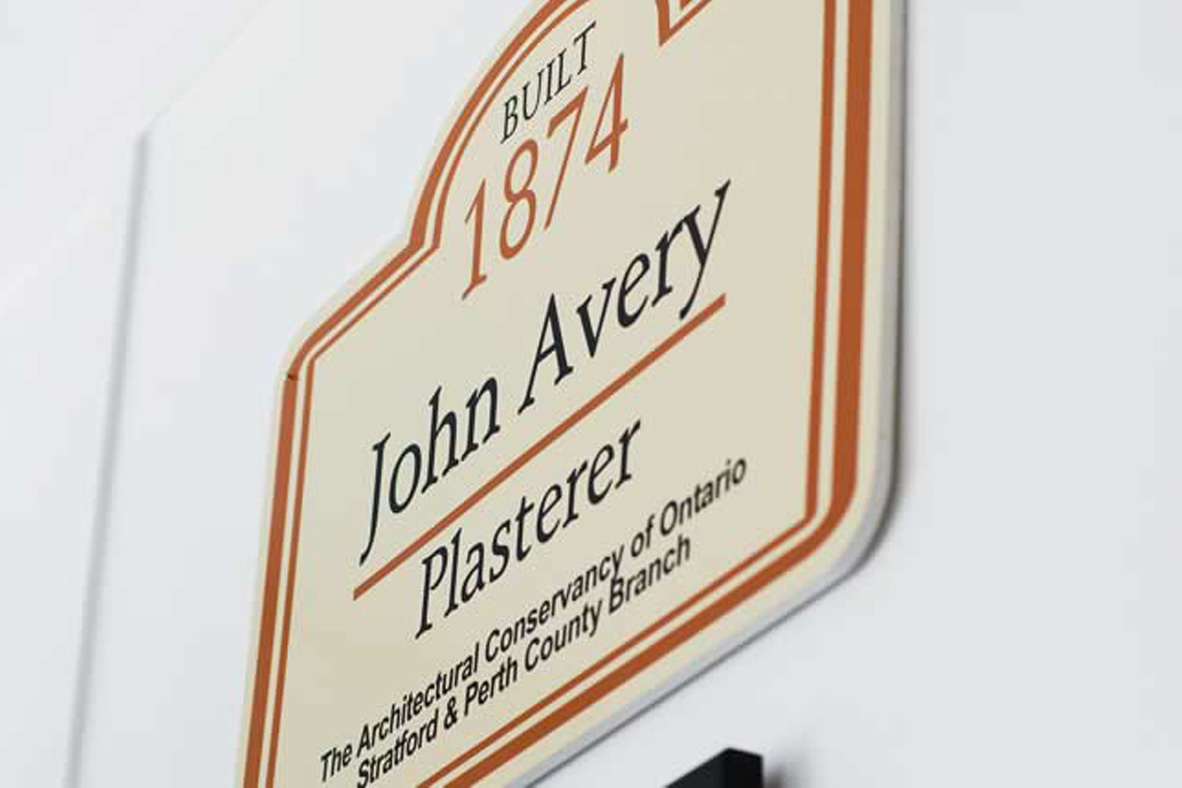 BUILT
1874
John Avery
Plasterer
The Architectural Conservancy of Ontario
Stratford & Perth County Branch